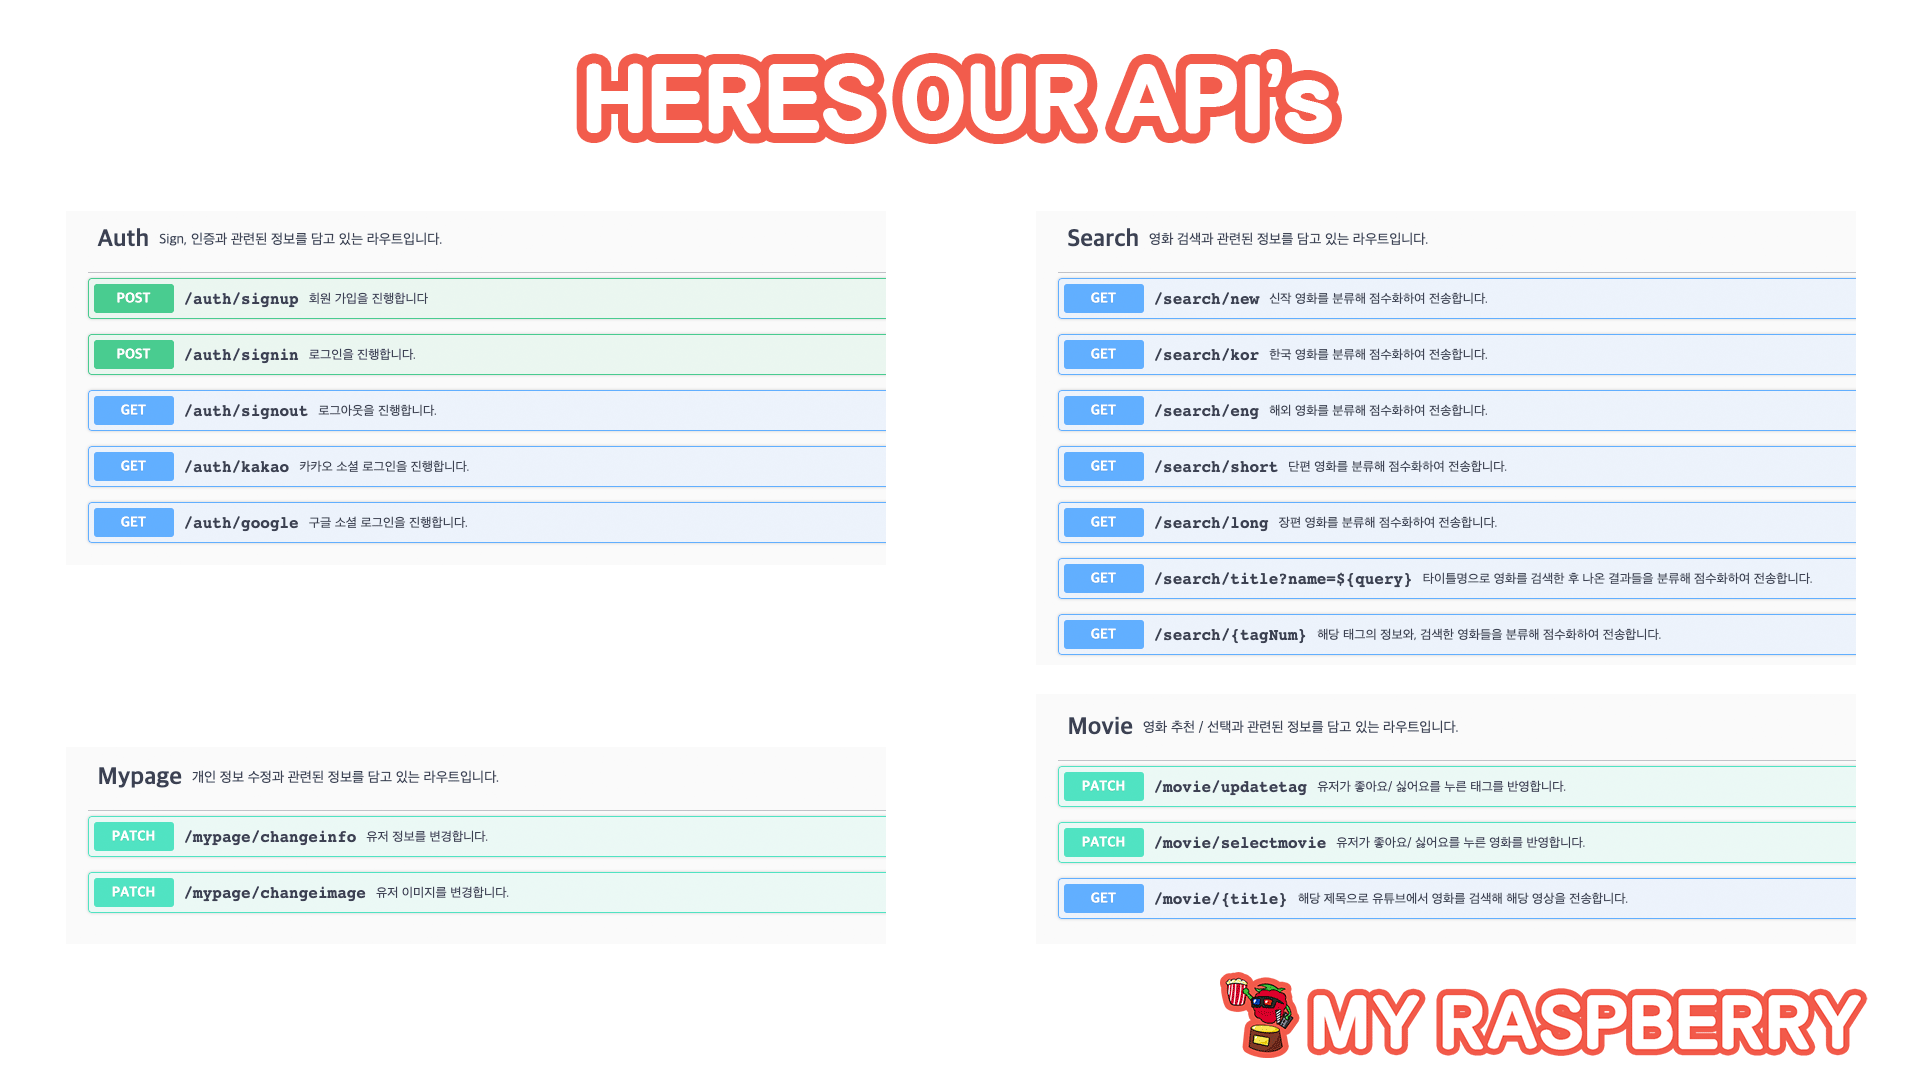 HERES OUR API's
Auth Sign, 인증과 관련된 정보를 담고 있는 라우트입니다.
POST /auth/signup 회원 가입을 진행합니다
POST /auth/signin 로그인을 진행합니다.
GET /auth/signout 로그아웃을 진행합니다.
GET /auth/kakao 카카오 소셜 로그인을 진행합니다.
GET /auth/google 구글 소셜 로그인을 진행합니다.
Mypage 개인 정보 수정과 관련된 정보를 담고 있는 라우트입니다.
PATCH /mypage/changeinfo 유저 정보를 변경합니다.
PATCH /mypage/changeimage 유저 이미지를 변경합니다.
Search 영화 검색과 관련된 정보를 담고 있는 라우트입니다.
GET /search/new 신작 영화를 분류해 점수화하여 전송합니다.
GET /search/kor 한국 영화를 분류해 점수화하여 전송합니다.
GET /search/eng 해외 영화를 분류해 점수화하여 전송합니다.
GET /search/short 단편 영화를 분류해 점수화하여 전송합니다.
GET /search/long 장편 영화를 분류해 점수화하여 전송합니다.
GET /search/title?name=${query} 타이틀명으로 영화를 검색한 후 나온 결과들을 분류해 점수화하여 전송합니다.
GET /search/{tagNum} 해당 태그의 정보와, 검색한 영화들을 분류해 점수화하여 전송합니다.
Movie 영화 추천 / 선택과 관련된 정보를 담고 있는 라우트입니다.
PATCH /movie/updatetag 유저가 좋아요/ 싫어요를 누른 태그를 반영합니다.
PATCH /movie/selectmovie 유저가 좋아요/ 싫어요를 누른 영화를 반영합니다.
GET /movie/{title} 해당 제목으로 유튜브에서 영화를 검색해 해당 영상을 전송합니다.
MY RASPBERRY